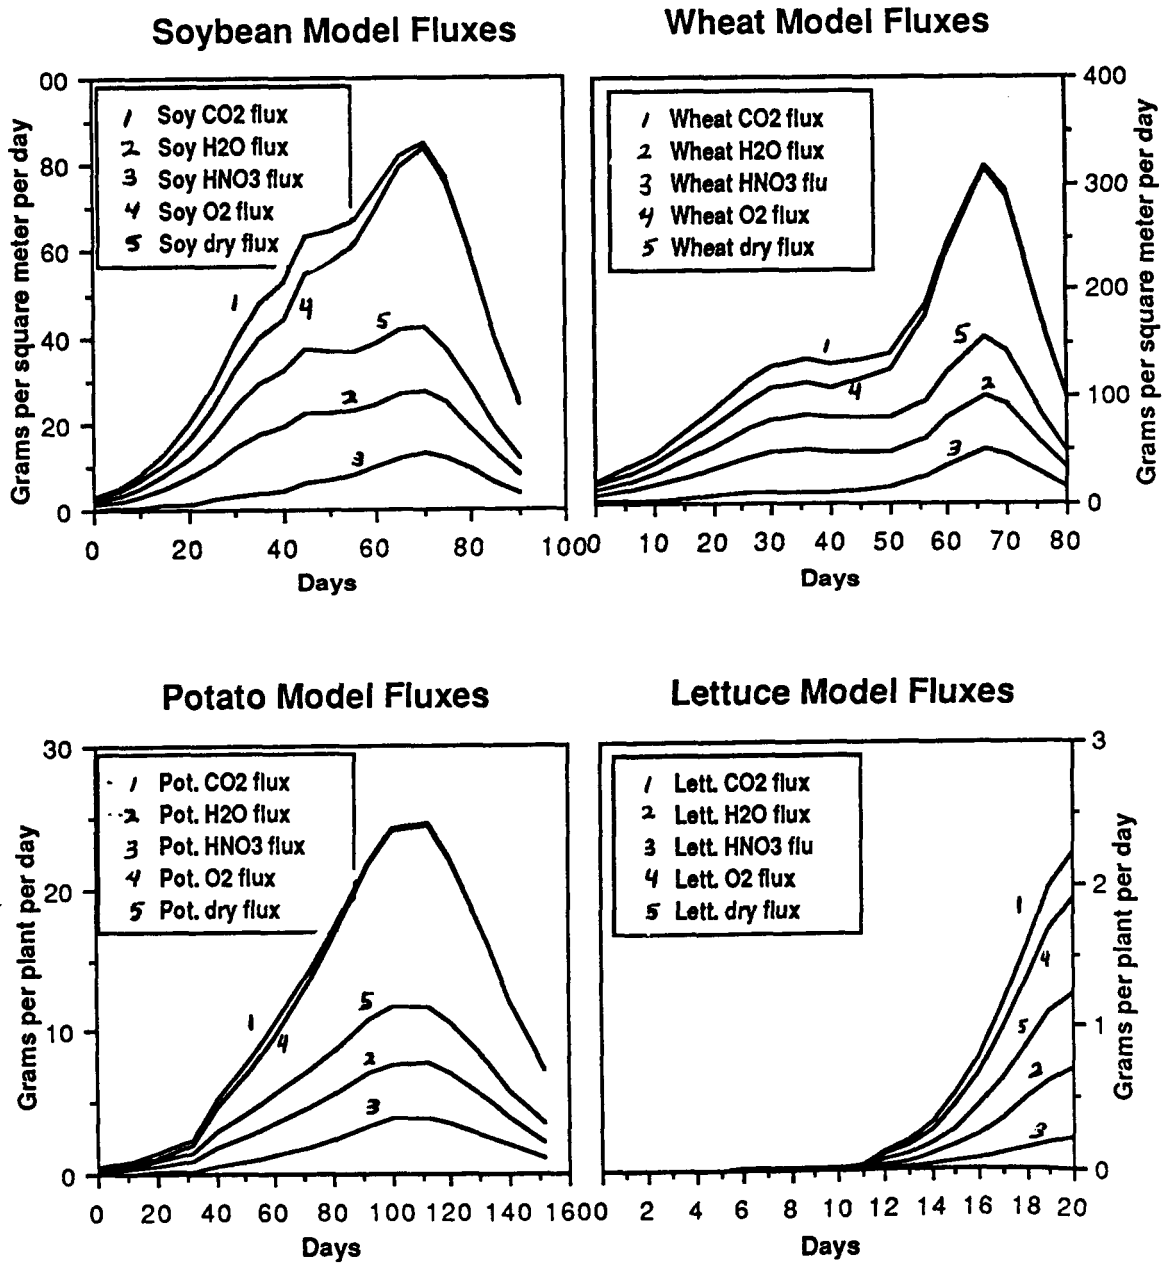 Soybean Model Fluxes
00
80
60
40
20
0
Grams per square meter per day
1 Soy CO2 flux
2 Soy H2O flux
3 Soy HNO3 flux
4 Soy O2 flux
5 Soy dry flux
1
4
5
2
3
0 20 40 60 80 100
Days
Wheat Model Fluxes
400
300
200
100
0
Grams per square meter per day
1 Wheat CO2 flux
2 Wheat H2O flux
3 Wheat HNO3 flu
4 Wheat O2 flux
5 Wheat dry flux
1
4
5
2
3
0 10 20 30 40 50 60 70 80
Days
Potato Model Fluxes
30
20
10
0
Grams per plant per day
1 Pot. CO2 flux
2 Pot. H2O flux
3 Pot. HNO3 flux
4 Pot. O2 flux
5 Pot. dry flux
1
4
5
2
3
0 20 40 60 80 100 120 140 160
Days
Lettuce Model Fluxes
3
2
1
0
Grams per plant per day
1 Lett. CO2 flux
2 Lett. H2O flux
3 Lett. HNO3 flu
4 Lett. O2 flux
5 Lett. dry flux
1
4
5
2
3
0 2 4 6 8 10 12 14 16 18 20
Days